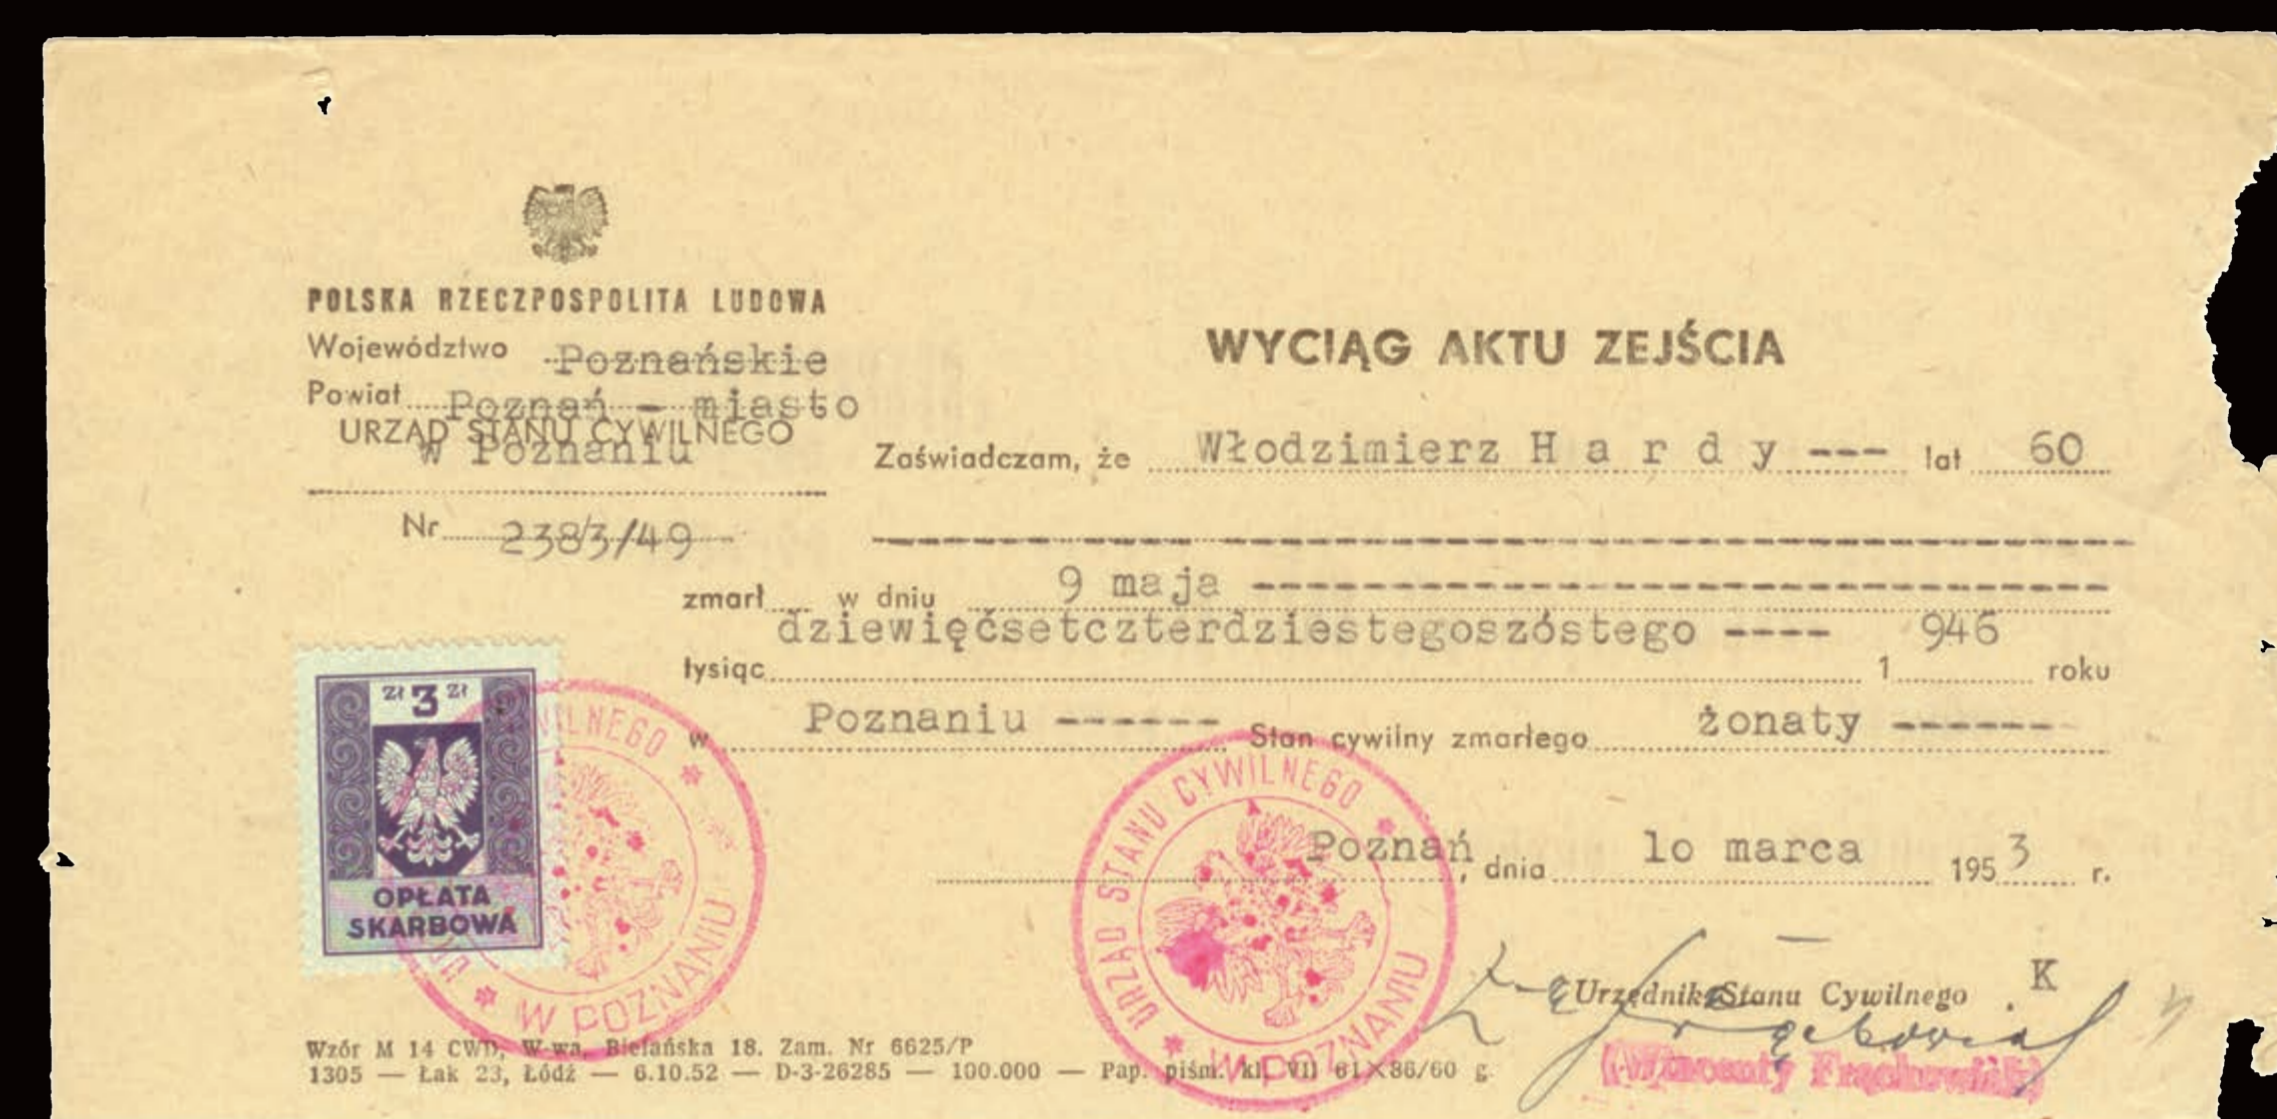 POLSKA RZECZPOSPOLITA LUDOWA
Województwo Poznańskie
Powiat Poznań - miasto
URZĄD STANU CYWILNEGO
w Poznaniu
Nr 2383/49
WYCIĄG AKTU ZEJŚCIA
Zaświadczam, że Włodzimierz H a r d y --- lat 60
zmarł w dniu 9 maja
dziewięćsetczterdziestegoszóstego ---- 946
tysiąc 1 roku
w Poznaniu ------ Stan cywilny zmarłego żonaty ------
Poznań, dnia lo marca 1953 r.
Urzędnik Stanu Cywilnego
K
zł 3 zł
OPŁATA
SKARBOWA
CYWILNEGO
W POZNANIU
URZĄD STANU CYWILNEGO
W POZNANIU
Wzór M 14 CWD, W-wa, Bielańska 18. Zam. Nr 6625/P
1305 — Łak 23, Łódź — 6.10.52 — D-3-26285 — 100.000 — Pap. piśm. kl. VII 61X86/60 g.